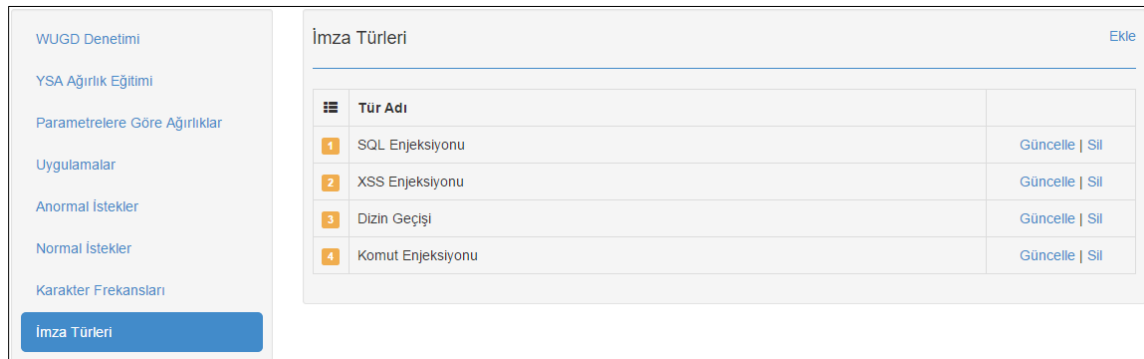 WUGD Denetimi
YSA Ağırlık Eğitimi
Parametrelere Göre Ağırlıklar
Uygulamalar
Anormal İstekler
Normal İstekler
Karakter Frekansları
İmza Türleri
İmza Türleri Ekle
Tür Adı
1 SQL Enjeksiyonu Güncelle | Sil
2 XSS Enjeksiyonu Güncelle | Sil
3 Dizin Geçişi Güncelle | Sil
4 Komut Enjeksiyonu Güncelle | Sil